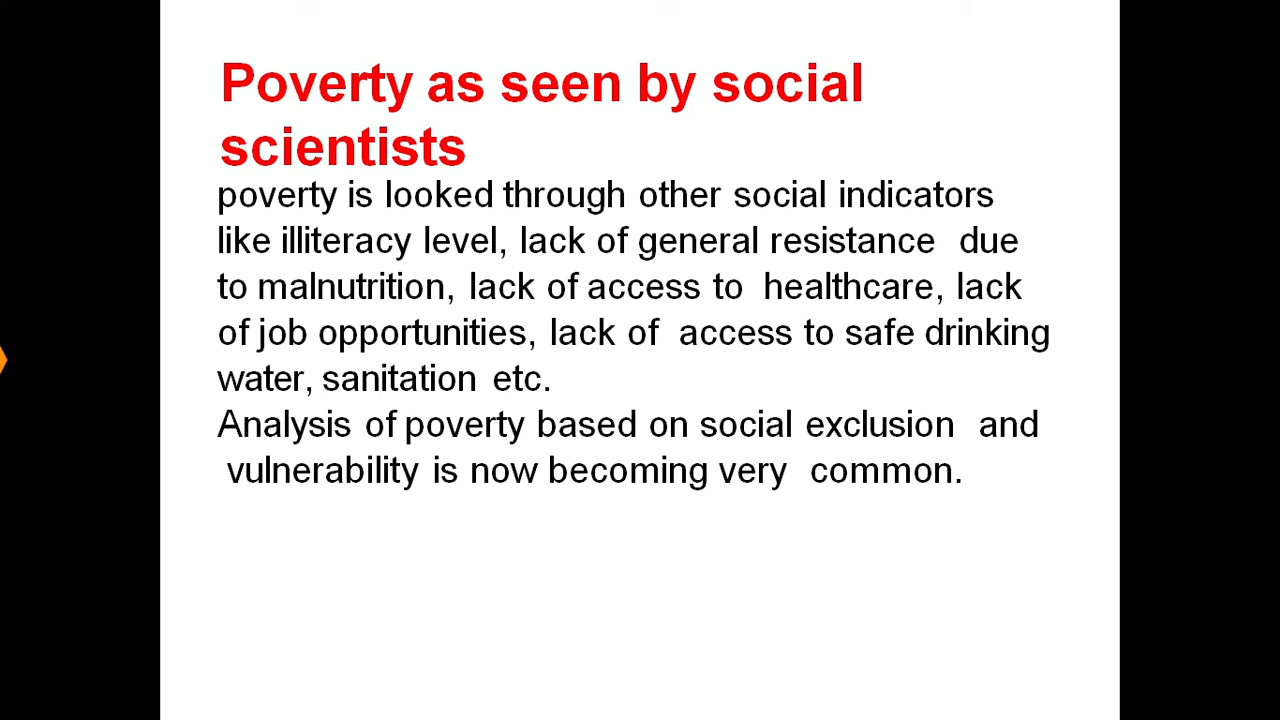 Poverty as seen by social
scientists
poverty is looked through other social indicators
like illiteracy level, lack of general resistance due
to malnutrition, lack of access to healthcare, lack
of job opportunities, lack of access to safe drinking
water, sanitation etc.
Analysis of poverty based on social exclusion and
vulnerability is now becoming very common.